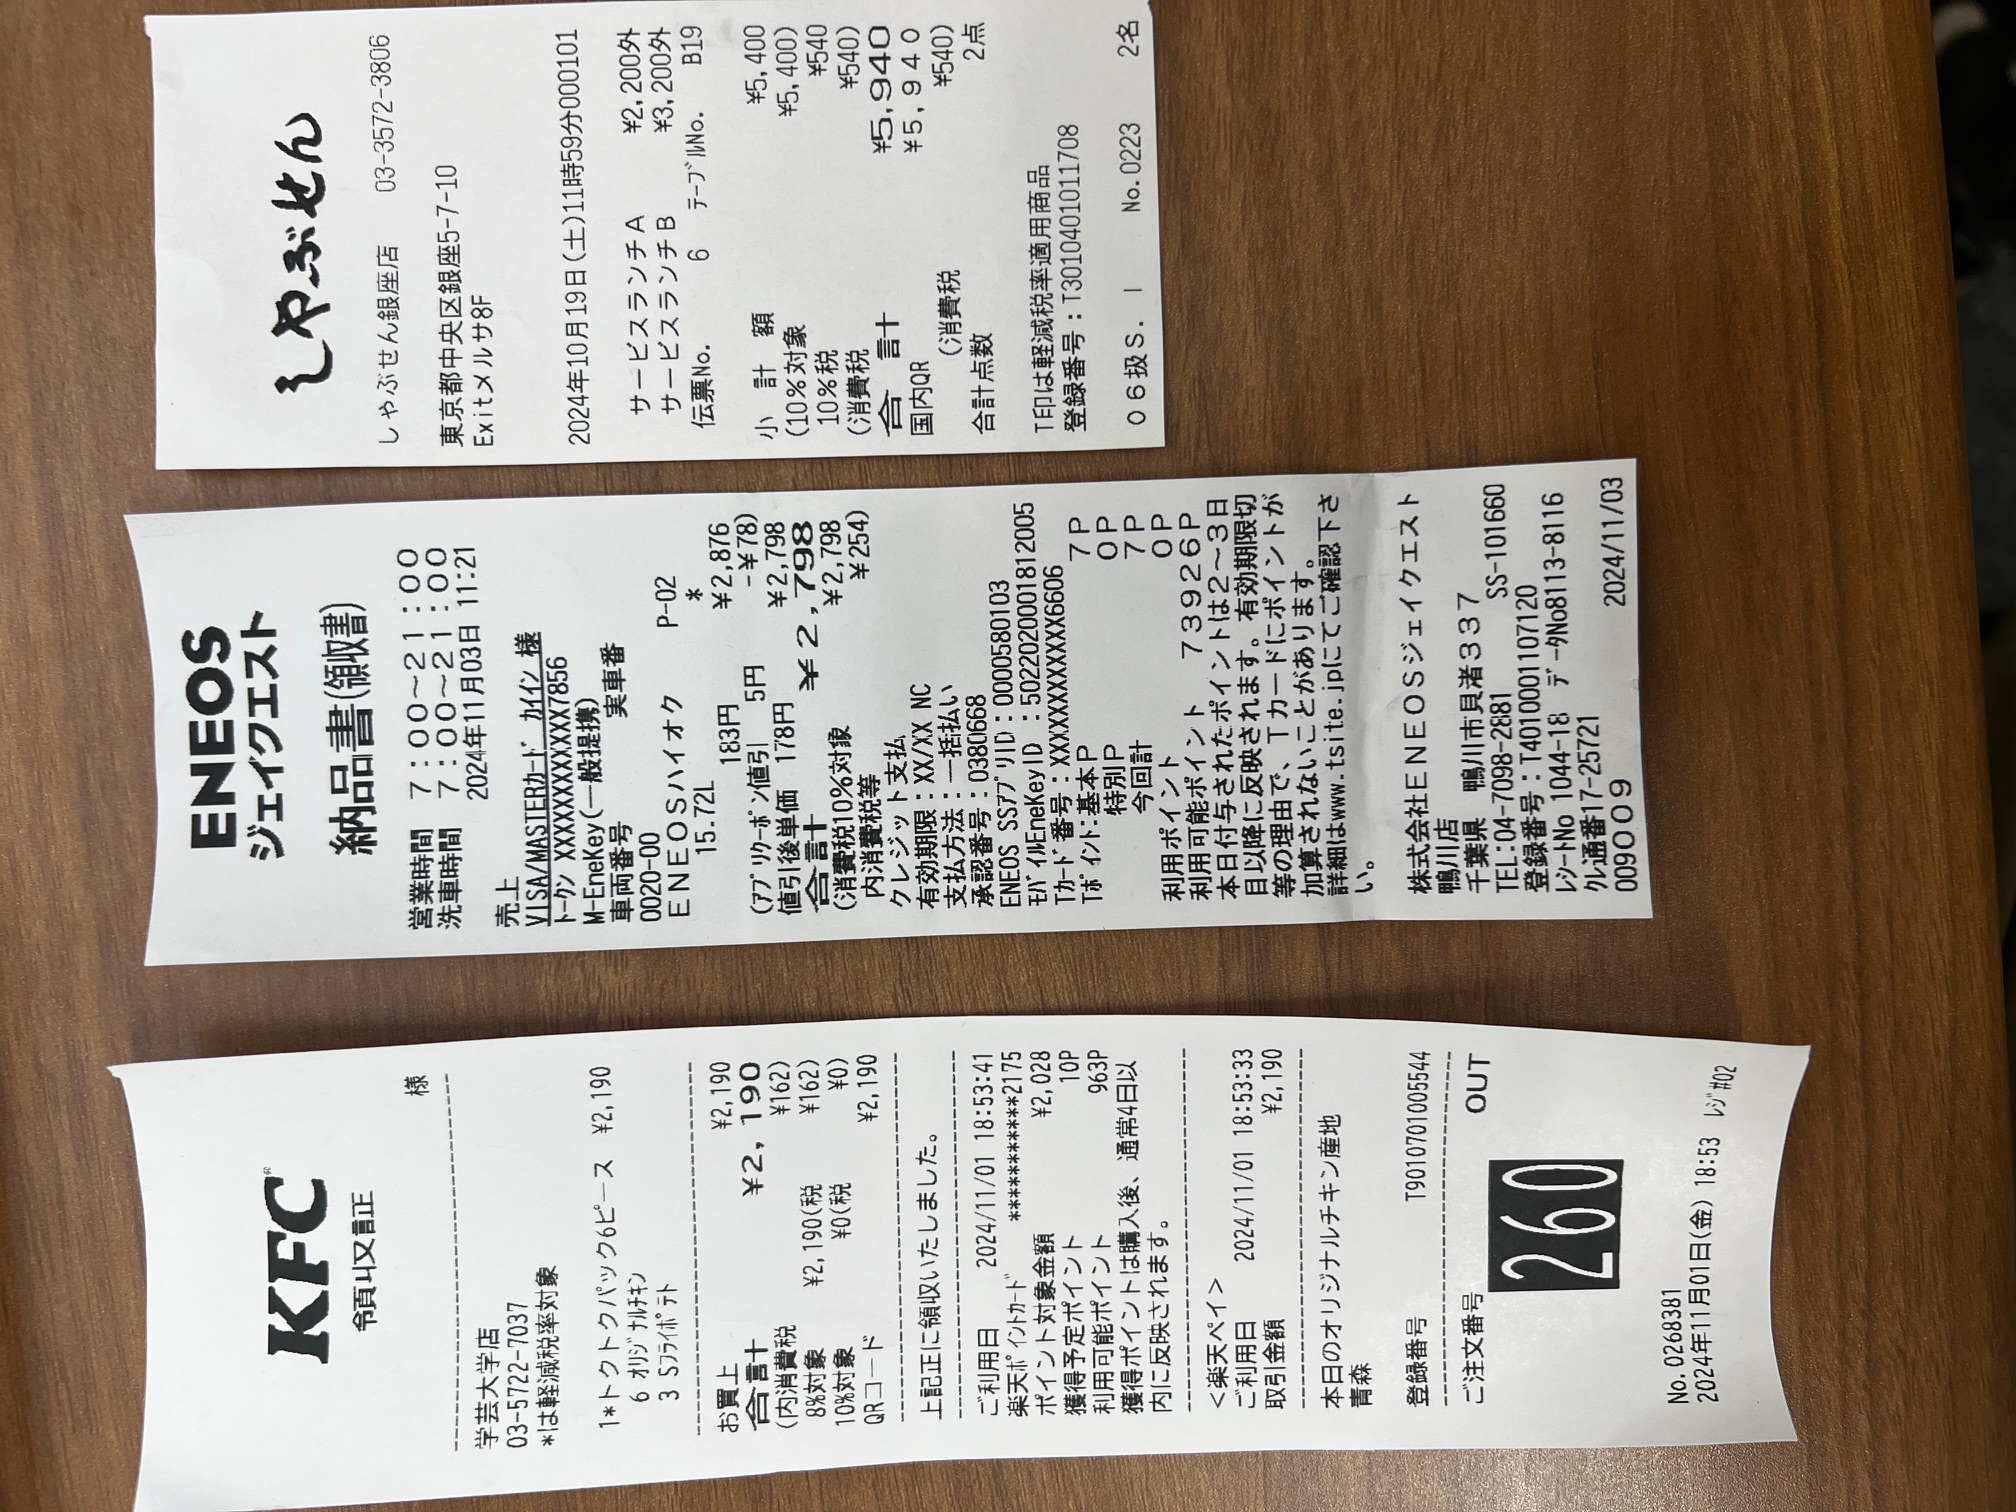 KFC
領収証
様
学芸大学店
03-5722-7037
*は軽減税率対象
1*トクトクパック6ピース ¥2,190
6 オリジナルチキン
3 Sフライポテト
お買上 ¥2,190
合計 ¥2,190
(内消費税 ¥162)
8%対象 ¥2,190(税 ¥162)
10%対象 ¥0(税 ¥0)
QRコード ¥2,190
上記正に領収いたしました。
ご利用日 2024/11/01 18:53:41
楽天ポイントカード ***********2175
ポイント対象金額 ¥2,028
獲得予定ポイント 10P
利用可能ポイント 963P
獲得ポイントは購入後、通常4日以
内に反映されます。
<楽天ペイ>
ご利用日 2024/11/01 18:53:33
取引金額 ¥2,190
本日のオリジナルチキン産地
青森
登録番号 T9010701005544
ご注文番号 OUT
260
No.0268381
2024年11月01日(金) 18:53 レジ#02
ENEOS
ジェイクエスト
納品書(領収書)
営業時間 7:00～21:00
洗車時間 7:00～21:00
2024年11月03日 11:21
売上
VISA/MASTERカード カイイン 様
トークン XXXXXXXXXXXX7856
M-EneKey(一般提携)
車両番号 実車番
0020-00
ENEOSハイオク P-02
15.72L *
183円 ¥2,876
(アプリクーポン値引 5円 -¥78)
値引後単価 178円 ¥2,798
合計 ¥2,798
(消費税10%対象 ¥2,798
内消費税等 ¥254)
クレジット支払
有効期限:XX/XX NC
支払方法:一括払い
承認番号:0380668
ENEOS SSアプリID:0000580103
モバイルEneKeyID :5022020001812005
Tカード番号:XXXXXXXXXXXX6606
Tポイント:基本P 7P
特別P 0P
今回計 7P
利用ポイント 0P
利用可能ポイント 73926P
本日付与されたポイントは2～3日
目以降に反映されます。有効期限切
等の理由で、Tカードにポイントが
加算されないことがあります。
詳細はwww.tsite.jpにてご確認下さ
い。
株式会社ENEOSジェイクエスト
鴨川店
千葉県 鴨川市貝渚337
TEL:04-7098-2881 SS-101660
登録番号:T4010001107120
レシートNo 1044-18 データNo8113-8116
クレ通番17-25721
009009 2024/11/03
しゃぶせん
しゃぶせん銀座店 03-3572-3806
東京都中央区銀座5-7-10
Exitメルサ8F
2024年10月19日(土)11時59分000101
サービスランチA ¥2,200外
サービスランチB ¥3,200外
伝票No. 6 テーブルNo. B19
小 計 額 ¥5,400
(10%対象 ¥5,400)
10%税 ¥540
(消費税 ¥540)
合 計 ¥5,940
国内QR ¥5,940
(消費税 ¥540)
合計点数 2点
T印は軽減税率適用商品
登録番号:T3010401011708
06扱S. I No.0223 2名